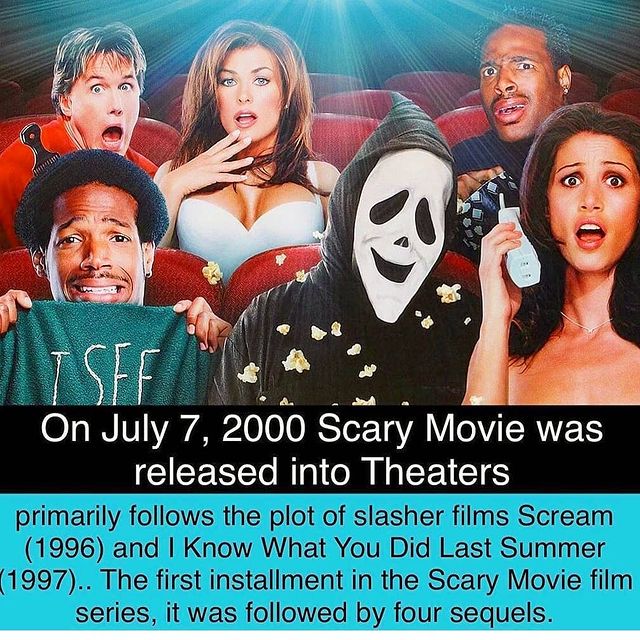 I SEE
On July 7, 2000 Scary Movie was
released into Theaters
primarily follows the plot of slasher films Scream
(1996) and I Know What You Did Last Summer
(1997).. The first installment in the Scary Movie film
series, it was followed by four sequels.